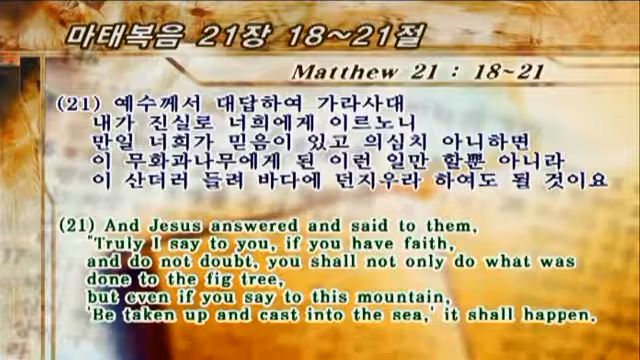 마태복음 21장 18~21절
Matthew 21 : 18~21
(21) 예수께서 대답하여 가라사대
내가 진실로 너희에게 이르노니
만일 너희가 믿음이 있고 의심치 아니하면
이 무화과나무에게 된 이런 일만 할뿐 아니라
이 산더러 들려 바다에 던지우라 하여도 될 것이요
(21) And Jesus answered and said to them,
"Truly I say to you, if you have faith,
and do not doubt, you shall not only do what was
done to the fig tree,
but even if you say to this mountain,
'Be taken up and cast into the sea,' it shall happen.